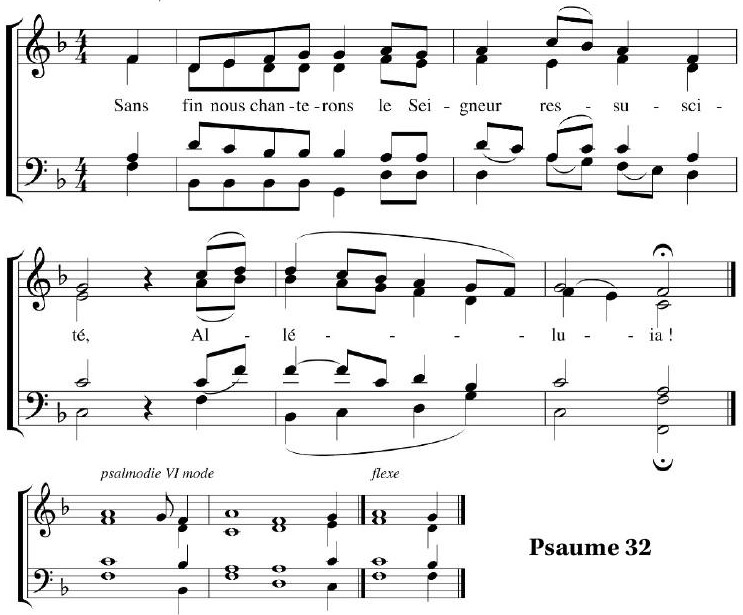 Sans fin nous chan - te - rons le Sei - gneur res - su - sci -
té, Al - lé - - - - lu - - ia !
psalmodie VI mode flexe
Psaume 32